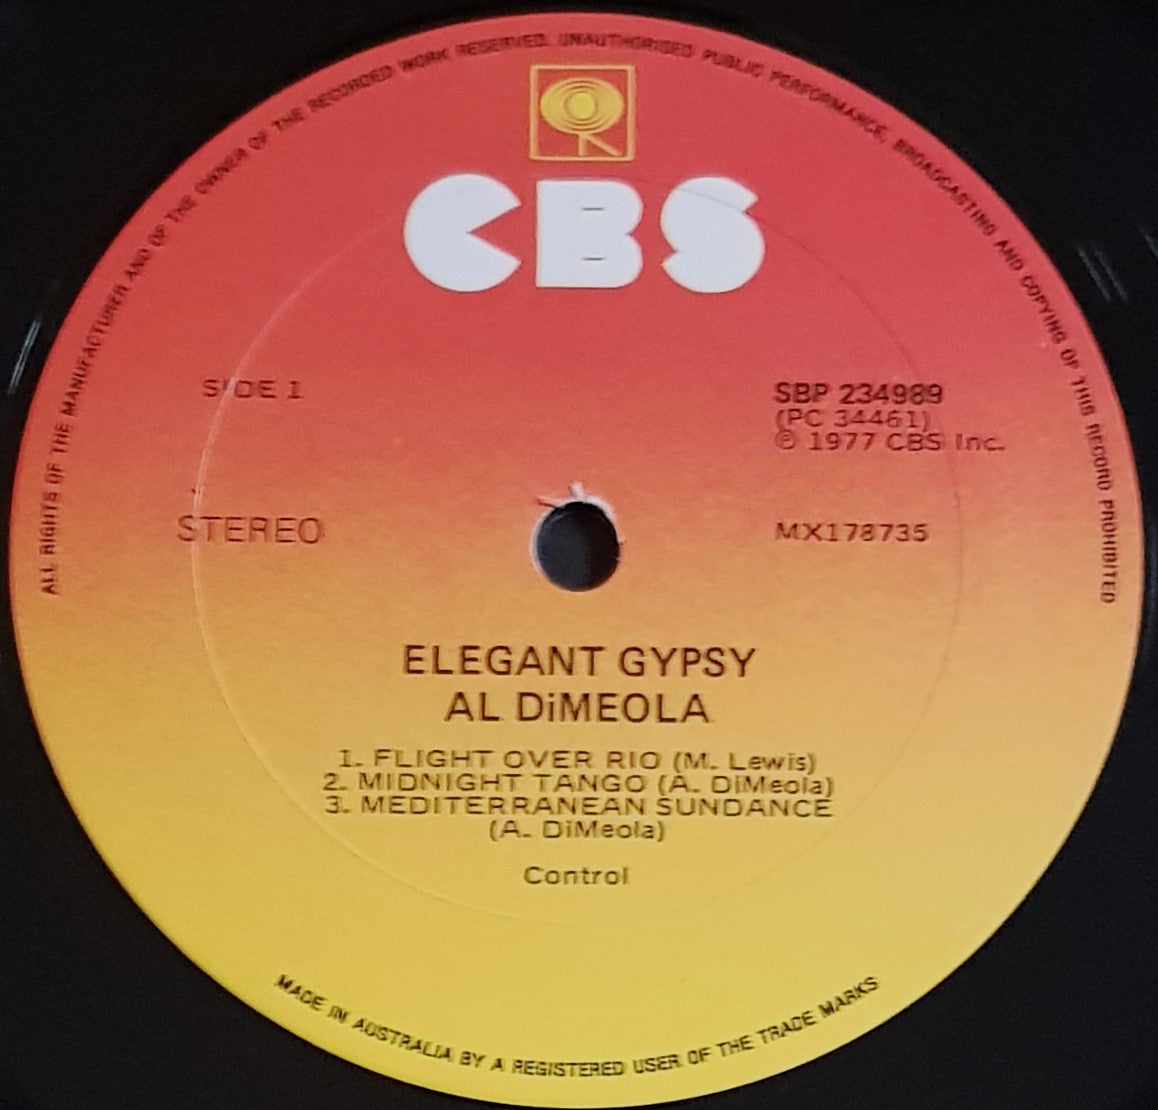 ALL RIGHTS OF THE MANUFACTURER AND OF THE OWNER OF THE RECORDED WORK RESERVED. UNAUTHORISED PUBLIC PERFORMANCE, BROADCASTING AND COPYING OF THIS RECORD PROHIBITED
CBS
SIDE 1
SBP 234989
(PC 34461)
℗ 1977 CBS Inc.
STEREO
MX178735
ELEGANT GYPSY
AL DiMEOLA
1. FLIGHT OVER RIO (M. Lewis)
2. MIDNIGHT TANGO (A. DiMeola)
3. MEDITERRANEAN SUNDANCE
(A. DiMeola)
Control
MADE IN AUSTRALIA BY A REGISTERED USER OF THE TRADE MARKS